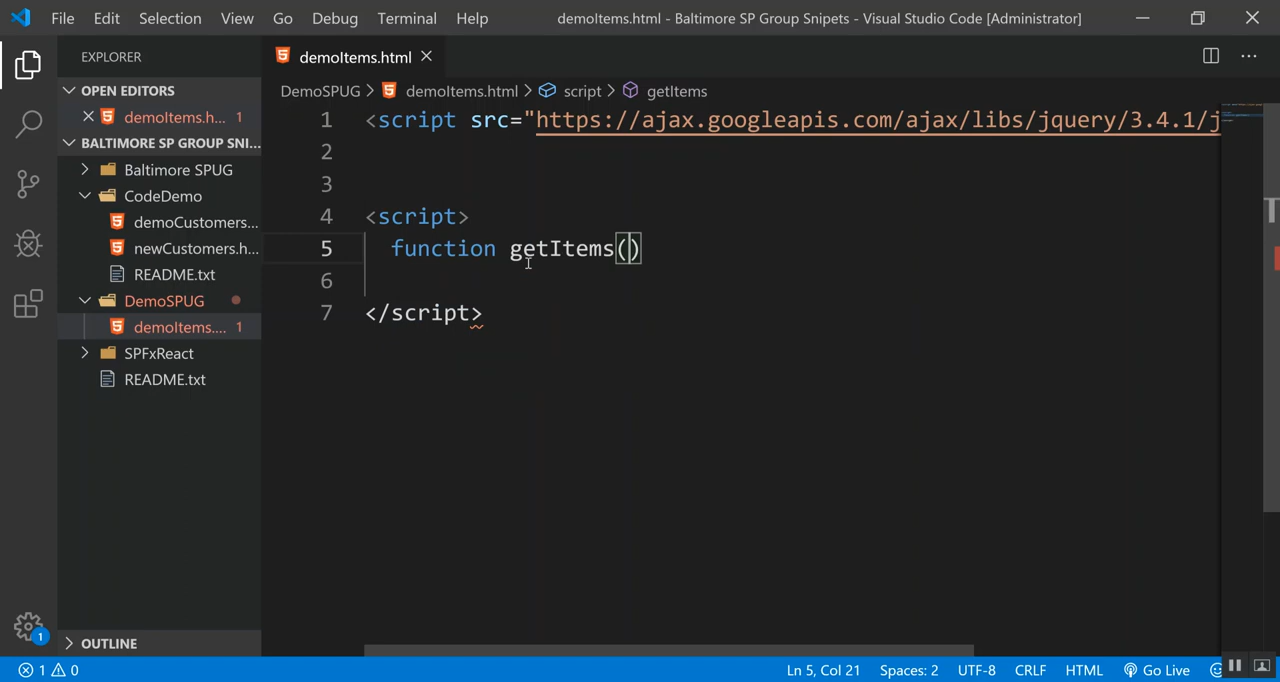 File Edit Selection View Go Debug Terminal Help demoItems.html - Baltimore SP Group Snipets - Visual Studio Code [Administrator]
EXPLORER
OPEN EDITORS
demoItems.h... 1
BALTIMORE SP GROUP SNI...
Baltimore SPUG
CodeDemo
demoCustomers...
newCustomers.h...
README.txt
DemoSPUG
demoItems.... 1
SPFxReact
README.txt
OUTLINE
demoItems.html
DemoSPUG > demoItems.html > script > getItems
1 <script src="https://ajax.googleapis.com/ajax/libs/jquery/3.4.1/j
2
3
4 <script>
5 function getItems()
6
7 </script>
1
1 0 Ln 5, Col 21 Spaces: 2 UTF-8 CRLF HTML Go Live